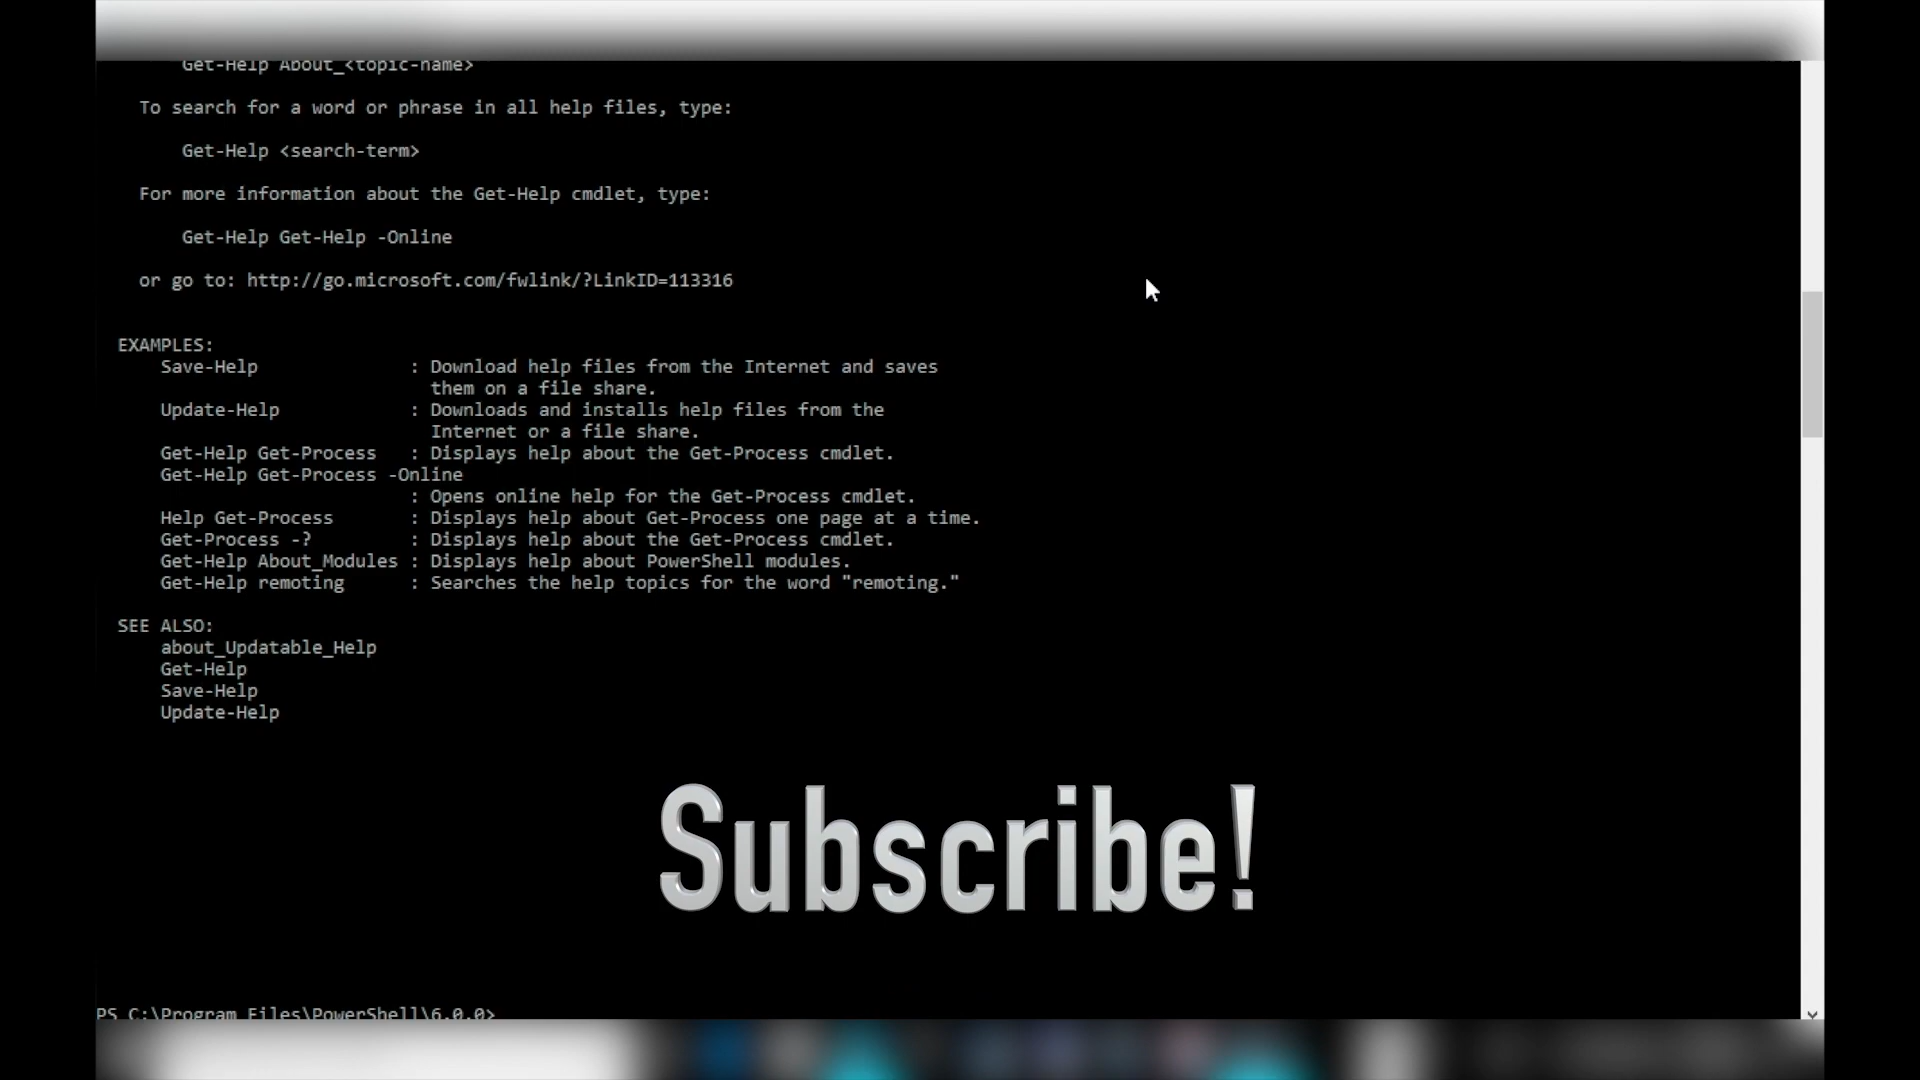 Get-Help About_<topic-name>
To search for a word or phrase in all help files, type:
Get-Help <search-term>
For more information about the Get-Help cmdlet, type:
Get-Help Get-Help -Online
or go to: http://go.microsoft.com/fwlink/?LinkID=113316
EXAMPLES:
Save-Help : Download help files from the Internet and saves
them on a file share.
Update-Help : Downloads and installs help files from the
Internet or a file share.
Get-Help Get-Process : Displays help about the Get-Process cmdlet.
Get-Help Get-Process -Online
: Opens online help for the Get-Process cmdlet.
Help Get-Process : Displays help about Get-Process one page at a time.
Get-Process -? : Displays help about the Get-Process cmdlet.
Get-Help About_Modules : Displays help about PowerShell modules.
Get-Help remoting : Searches the help topics for the word "remoting."
SEE ALSO:
about_Updatable_Help
Get-Help
Save-Help
Update-Help
Subscribe!
PS C:\Program Files\PowerShell\6.0.0>